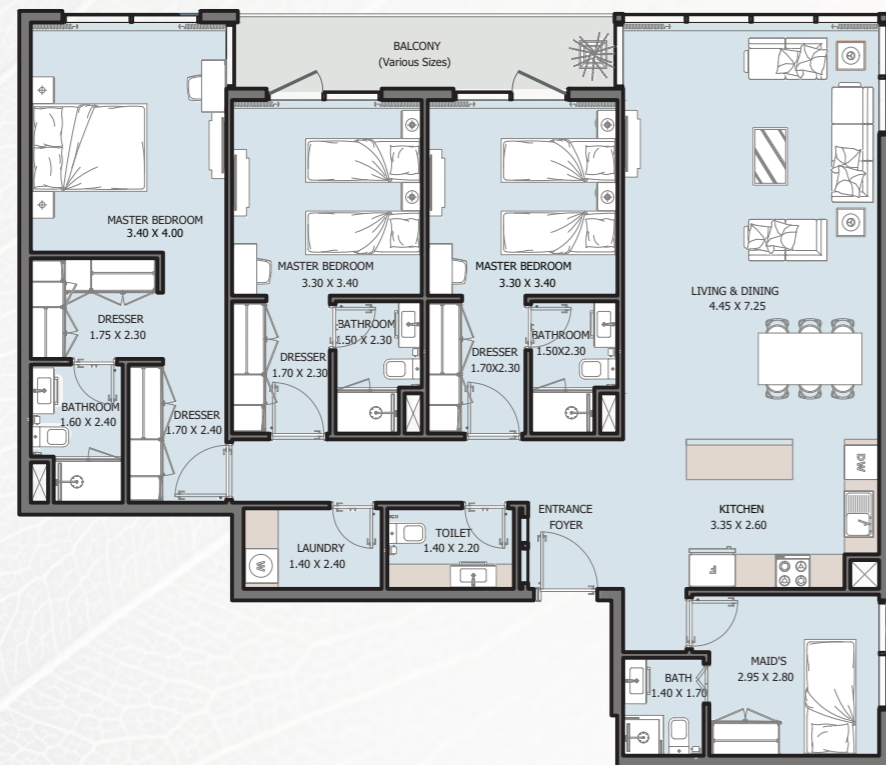 BALCONY
(Various Sizes)
MASTER BEDROOM
3.40 X 4.00
MASTER BEDROOM
3.30 X 3.40
MASTER BEDROOM
3.30 X 3.40
LIVING & DINING
4.45 X 7.25
DRESSER
1.75 X 2.30
BATHROOM
1.50 X 2.30
DRESSER
1.70 X 2.30
BATHROOM
1.50X2.30
DRESSER
1.70X2.30
BATHROOM
1.60 X 2.40
DRESSER
1.70 X 2.40
DW
KITCHEN
3.35 X 2.60
ENTRANCE
FOYER
LAUNDRY
1.40 X 2.40
W
TOILET
1.40 X 2.20
F
MAID'S
2.95 X 2.80
BATH
1.40 X 1.70